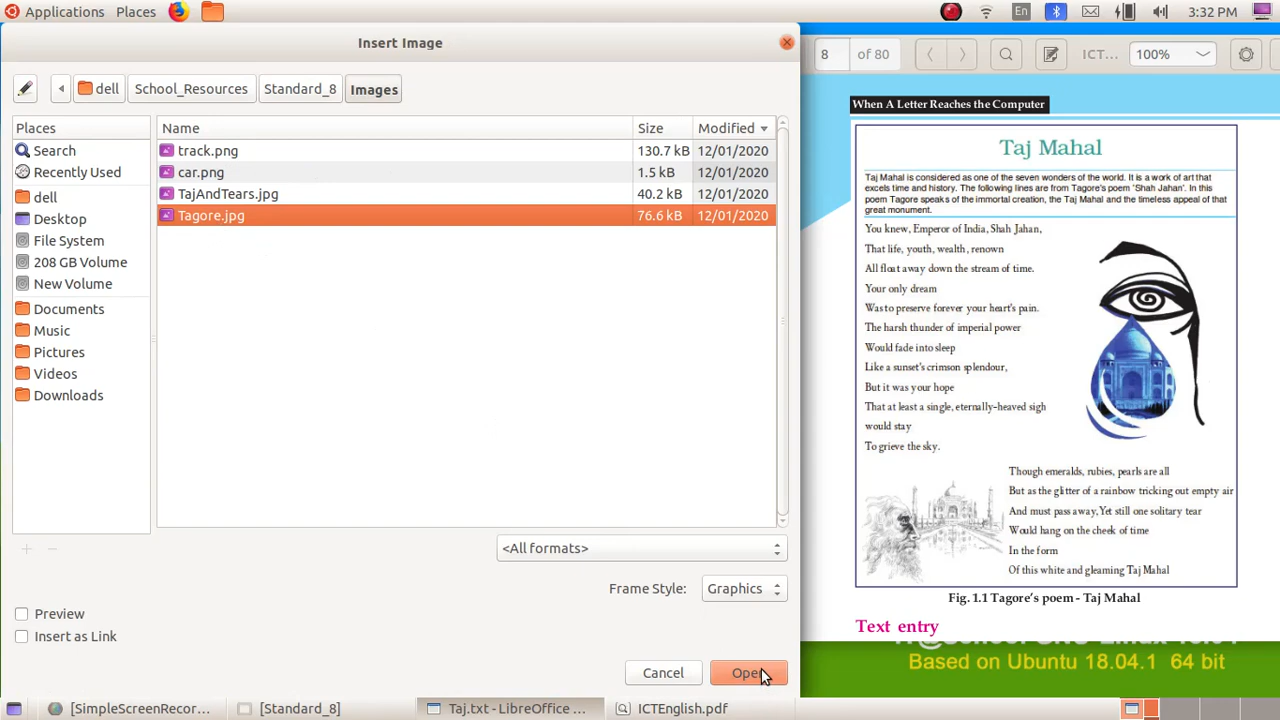 Applications Places En 3:32 PM
Insert Image
dell School_Resources Standard_8 Images
Places
Search
Recently Used
dell
Desktop
File System
208 GB Volume
New Volume
Documents
Music
Pictures
Videos
Downloads
Name Size Modified
track.png 130.7 kB 12/01/2020
car.png 1.5 kB 12/01/2020
TajAndTears.jpg 40.2 kB 12/01/2020
Tagore.jpg 76.6 kB 12/01/2020
<All formats>
Frame Style: Graphics
Preview
Insert as Link
Cancel Open
8 of 80 ICT... 100%
When A Letter Reaches the Computer
Taj Mahal
Taj Mahal is considered as one of the seven wonders of the world. It is a work of art that
excels time and history. The following lines are from Tagore's poem 'Shah Jahan'. In this
poem Tagore speaks of the immortal creation, the Taj Mahal and the timeless appeal of that
great monument.
You knew, Emperor of India, Shah Jahan,
That life, youth, wealth, renown
All float away down the stream of time.
Your only dream
Was to preserve forever your heart's pain.
The harsh thunder of imperial power
Would fade into sleep
Like a sunset's crimson splendour,
But it was your hope
That at least a single, eternally-heaved sigh
would stay
To grieve the sky.
Though emeralds, rubies, pearls are all
But as the glitter of a rainbow tricking out empty air
And must pass away, Yet still one solitary tear
Would hang on the cheek of time
In the form
Of this white and gleaming Taj Mahal
Fig. 1.1 Tagore's poem - Taj Mahal
Text entry
Based on Ubuntu 18.04.1 64 bit
[SimpleScreenRecor... [Standard_8] Taj.txt - LibreOffice ... ICTEnglish.pdf